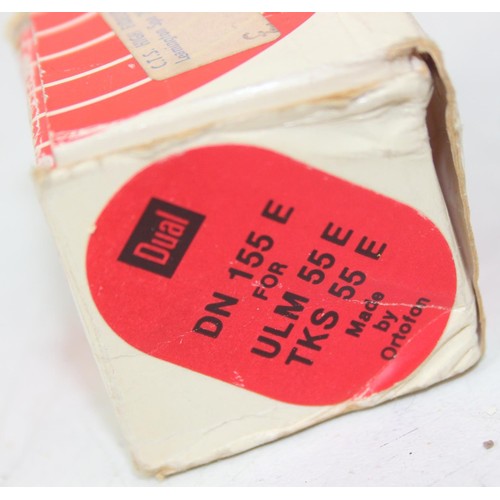 Dual
DN 155 E
FOR
ULM 55 E
TKS 55 E
Made
by
Ortofon